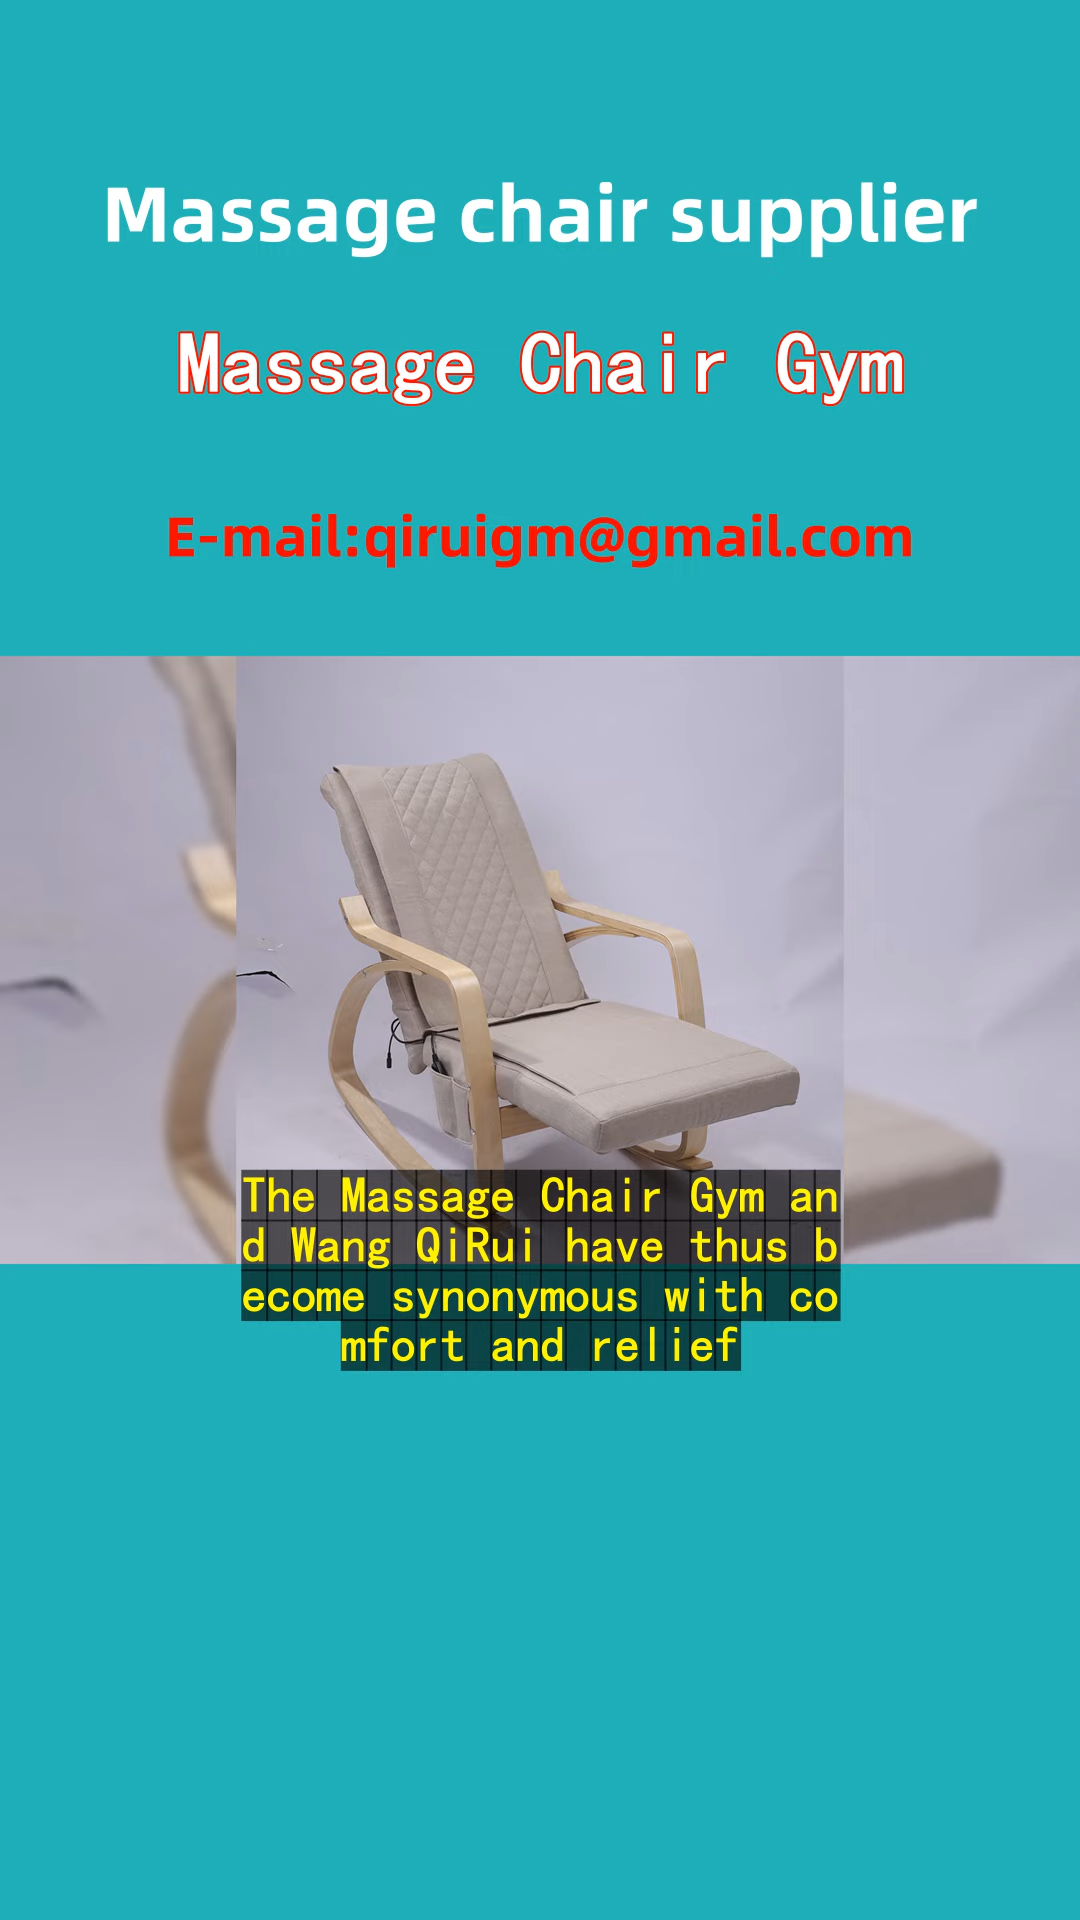 Massage chair supplier
Massage Chair Gym
E-mail:qiruigm@gmail.com
The Massage Chair Gym an
d Wang QiRui have thus b
ecome synonymous with co
mfort and relief